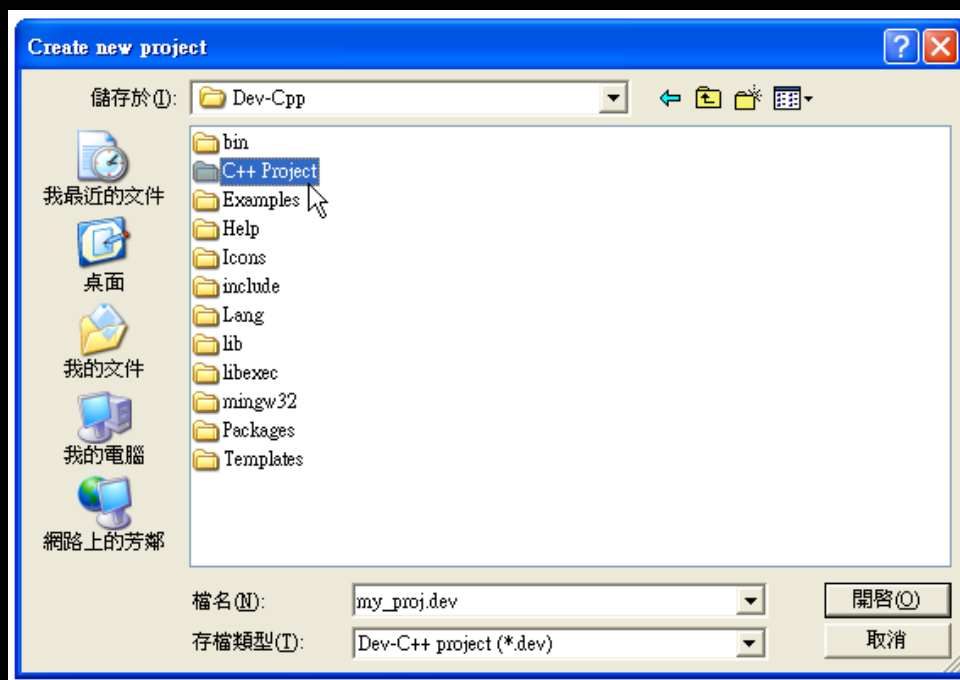 Create new project
儲存於(I): Dev-Cpp
我最近的文件
桌面
我的文件
我的電腦
網路上的芳鄰
bin
C++ Project
Examples
Help
Icons
include
Lang
lib
libexec
mingw32
Packages
Templates
檔名(N): my_proj.dev 開啓(O)
存檔類型(T): Dev-C++ project (*.dev) 取消